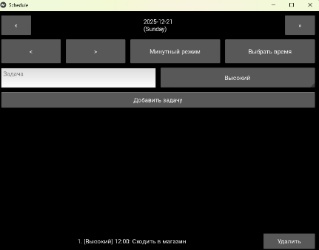 Schedule
<
2025-12-21
(Sunday)
>
<
>
Минутный режим
Выбрать время
Задача
Высокий
Добавить задачу
1. [Высокий] 12:00: Сходить в магазин
Удалить